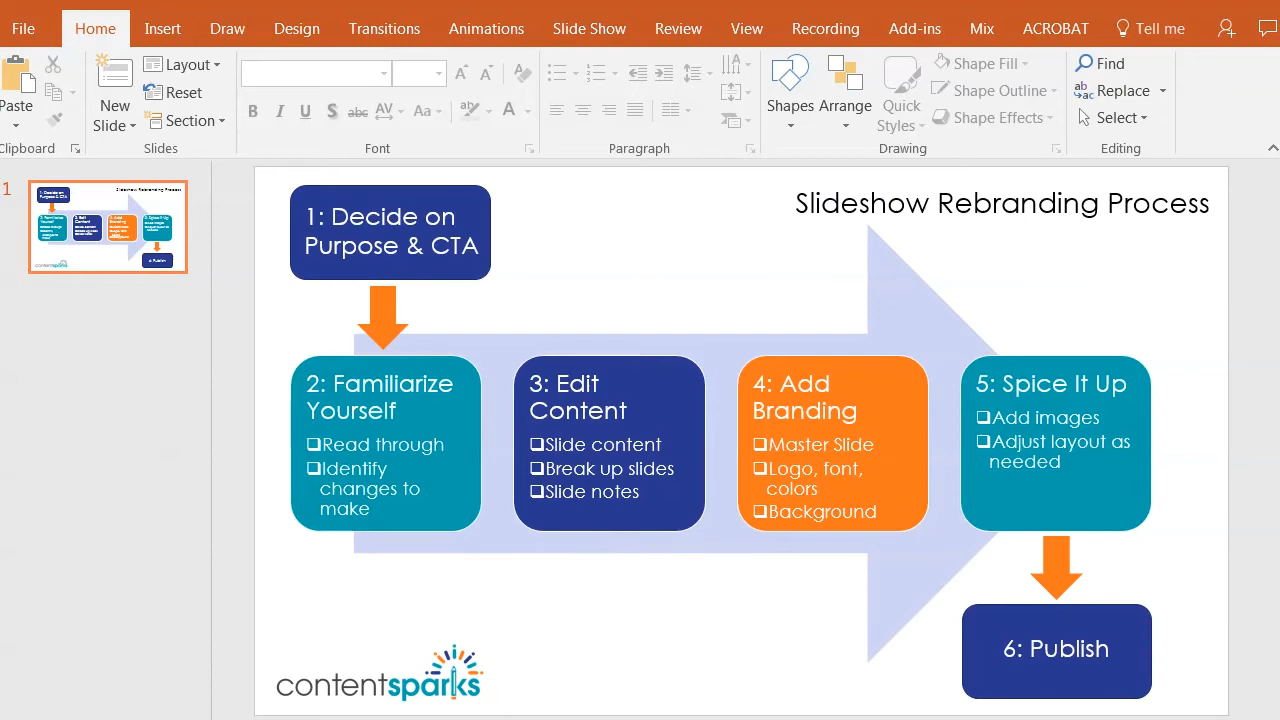 File Home Insert Draw Design Transitions Animations Slide Show Review View Recording Add-ins Mix ACROBAT Tell me
Paste
New
Slide
Layout
Reset
Section
B I U S abc AV Aa A
Shapes
Arrange
Quick
Styles
Shape Fill
Shape Outline
Shape Effects
Find
Replace
Select
Clipboard Slides Font Paragraph Drawing Editing
1
Slideshow Rebranding Process
1: Decide on
Purpose & CTA
2: Familiarize
Yourself
Read through
Identify
changes to
make
3: Edit
Content
Slide content
Break up slides
Slide notes
4: Add
Branding
Master Slide
Logo, font,
colors
Background
5: Spice It Up
Add images
Adjust layout as
needed
6: Publish
contentsparks